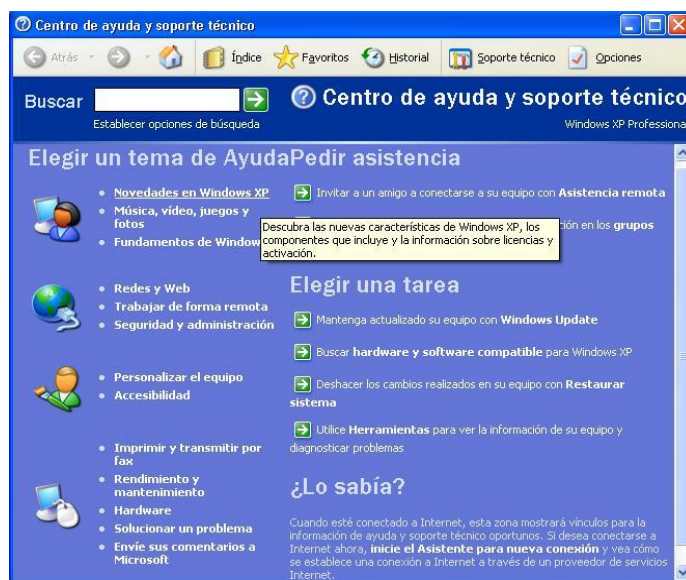 Centro de ayuda y soporte técnico
Atrás
Índice
Favoritos
Historial
Soporte técnico
Opciones
Buscar
Establecer opciones de búsqueda
Centro de ayuda y soporte técnico
Windows XP Professiona
Elegir un tema de Ayuda
Novedades en Windows XP
Música, vídeo, juegos y
fotos
Fundamentos de Window
Redes y Web
Trabajar de forma remota
Seguridad y administración
Personalizar el equipo
Accesibilidad
Imprimir y transmitir por
fax
Rendimiento y
mantenimiento
Hardware
Solucionar un problema
Envíe sus comentarios a
Microsoft
Pedir asistencia
Invitar a un amigo a conectarse a su equipo con Asistencia remota
ción en los grupos
Descubra las nuevas características de Windows XP, los
componentes que incluye y la información sobre licencias y
activación.
Elegir una tarea
Mantenga actualizado su equipo con Windows Update
Buscar hardware y software compatible para Windows XP
Deshacer los cambios realizados en su equipo con Restaurar
sistema
Utilice Herramientas para ver la información de su equipo y
diagnosticar problemas
¿Lo sabía?
Cuando esté conectado a Internet, esta zona mostrará vínculos para la
información de ayuda y soporte técnico oportunos. Si desea conectarse a
Internet ahora, inicie el Asistente para nueva conexión y vea cómo
se establece una conexión a Internet a través de un proveedor de servicios
Internet.